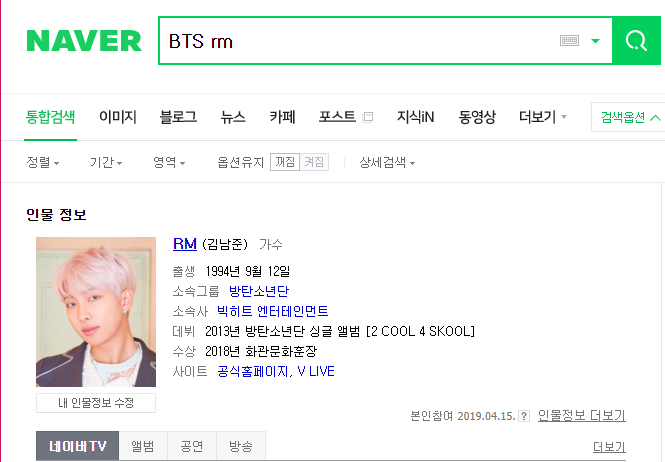 NAVER BTS rm
통합검색 이미지 블로그 뉴스 카페 포스트 지식iN 동영상 더보기 검색옵션
정렬 기간 영역 옵션유지 꺼짐 켜짐 상세검색
인물 정보
RM (김남준) 가수
출생 1994년 9월 12일
소속그룹 방탄소년단
소속사 빅히트 엔터테인먼트
데뷔 2013년 방탄소년단 싱글 앨범 [2 COOL 4 SKOOL]
수상 2018년 화관문화훈장
사이트 공식홈페이지, V LIVE
내 인물정보 수정
본인참여 2019.04.15. ? 인물정보 더보기
네이버TV 앨범 공연 방송 더보기